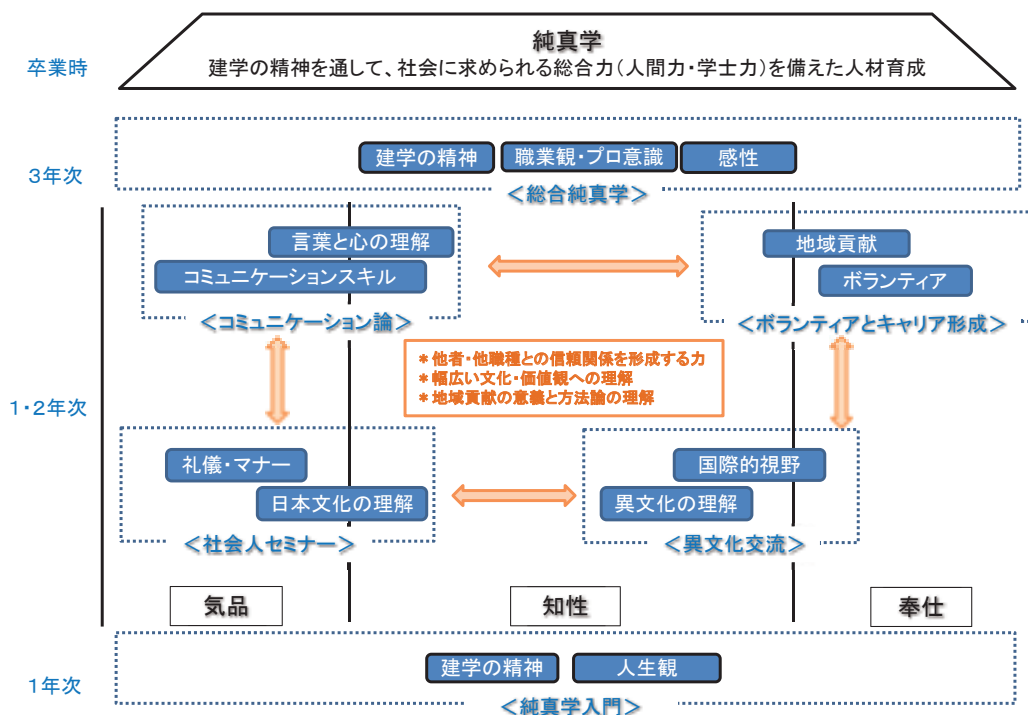 純真学
卒業時
建学の精神を通して、社会に求められる総合力(人間力・学士力)を備えた人材育成
3年次
建学の精神
職業観・プロ意識
感性
＜総合純真学＞
言葉と心の理解
コミュニケーションスキル
＜コミュニケーション論＞
地域貢献
ボランティア
＜ボランティアとキャリア形成＞
1・2年次
＊他者・他職種との信頼関係を形成する力
＊幅広い文化・価値観への理解
＊地域貢献の意義と方法論の理解
礼儀・マナー
日本文化の理解
＜社会人セミナー＞
国際的視野
異文化の理解
＜異文化交流＞
気品
知性
奉仕
1年次
建学の精神
人生観
＜純真学入門＞